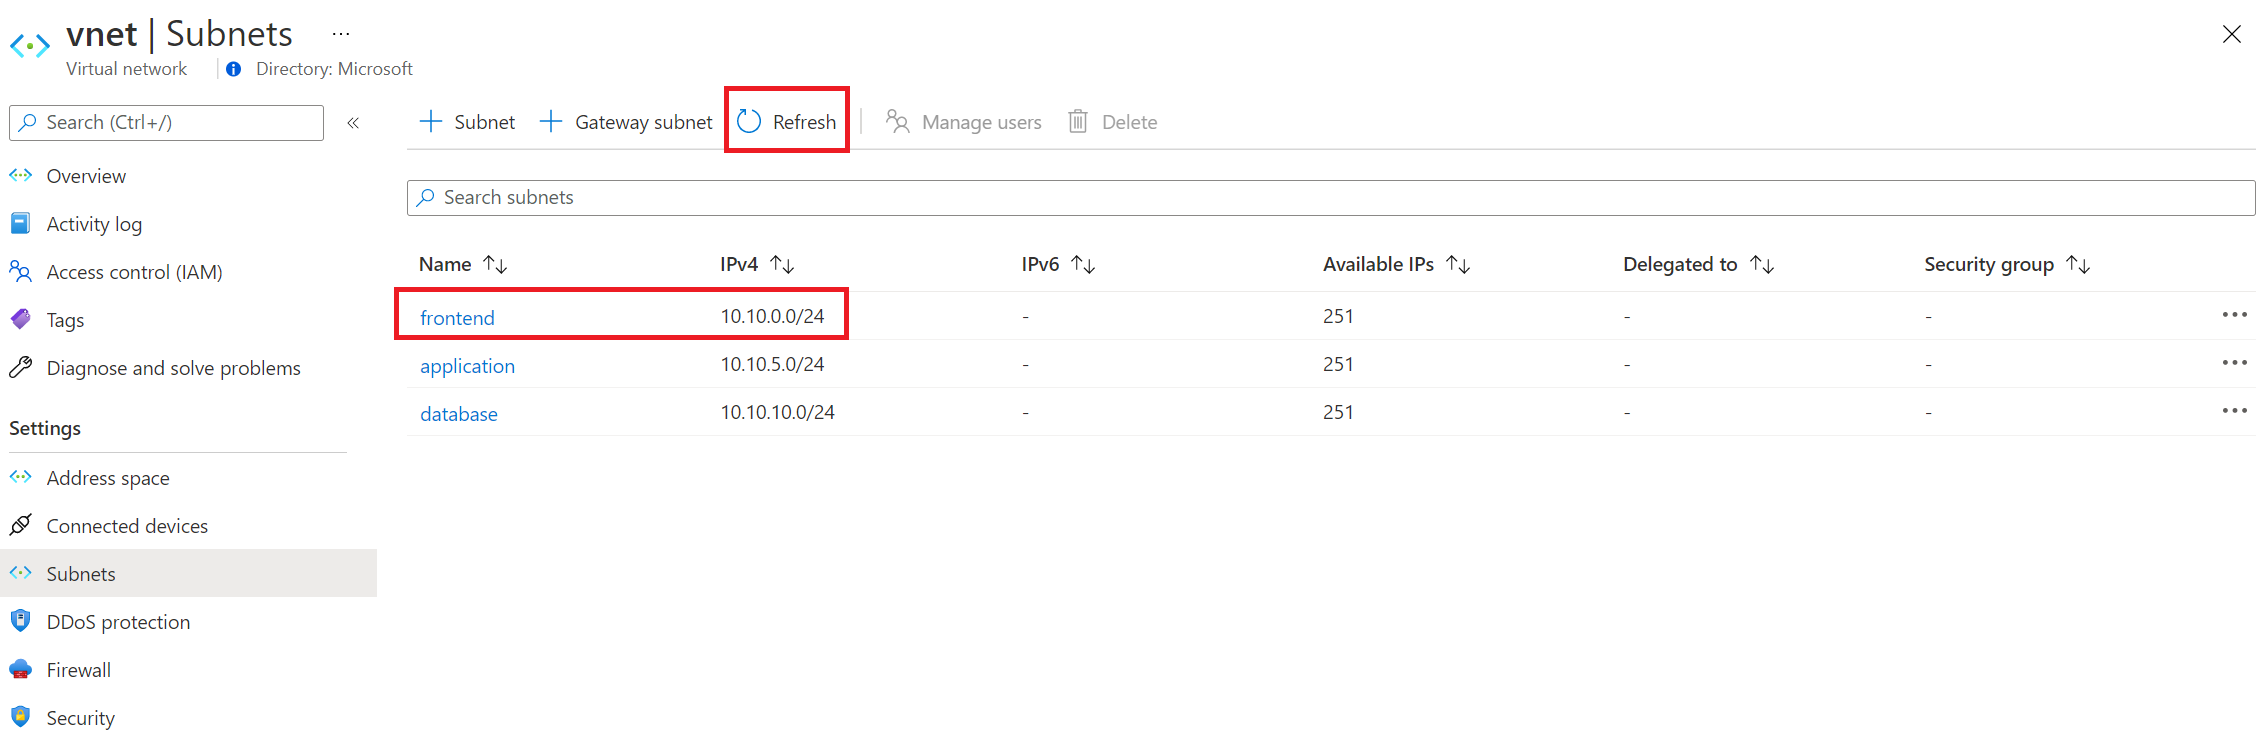 vnet | Subnets ...
Virtual network | Directory: Microsoft
Search (Ctrl+/) «
+ Subnet + Gateway subnet Refresh Manage users Delete
Overview
Activity log
Access control (IAM)
Tags
Diagnose and solve problems
Settings
Address space
Connected devices
Subnets
DDoS protection
Firewall
Security
Search subnets
Name IPv4 IPv6 Available IPs Delegated to Security group
frontend 10.10.0.0/24 - 251 - - ...
application 10.10.5.0/24 - 251 - - ...
database 10.10.10.0/24 - 251 - - ...